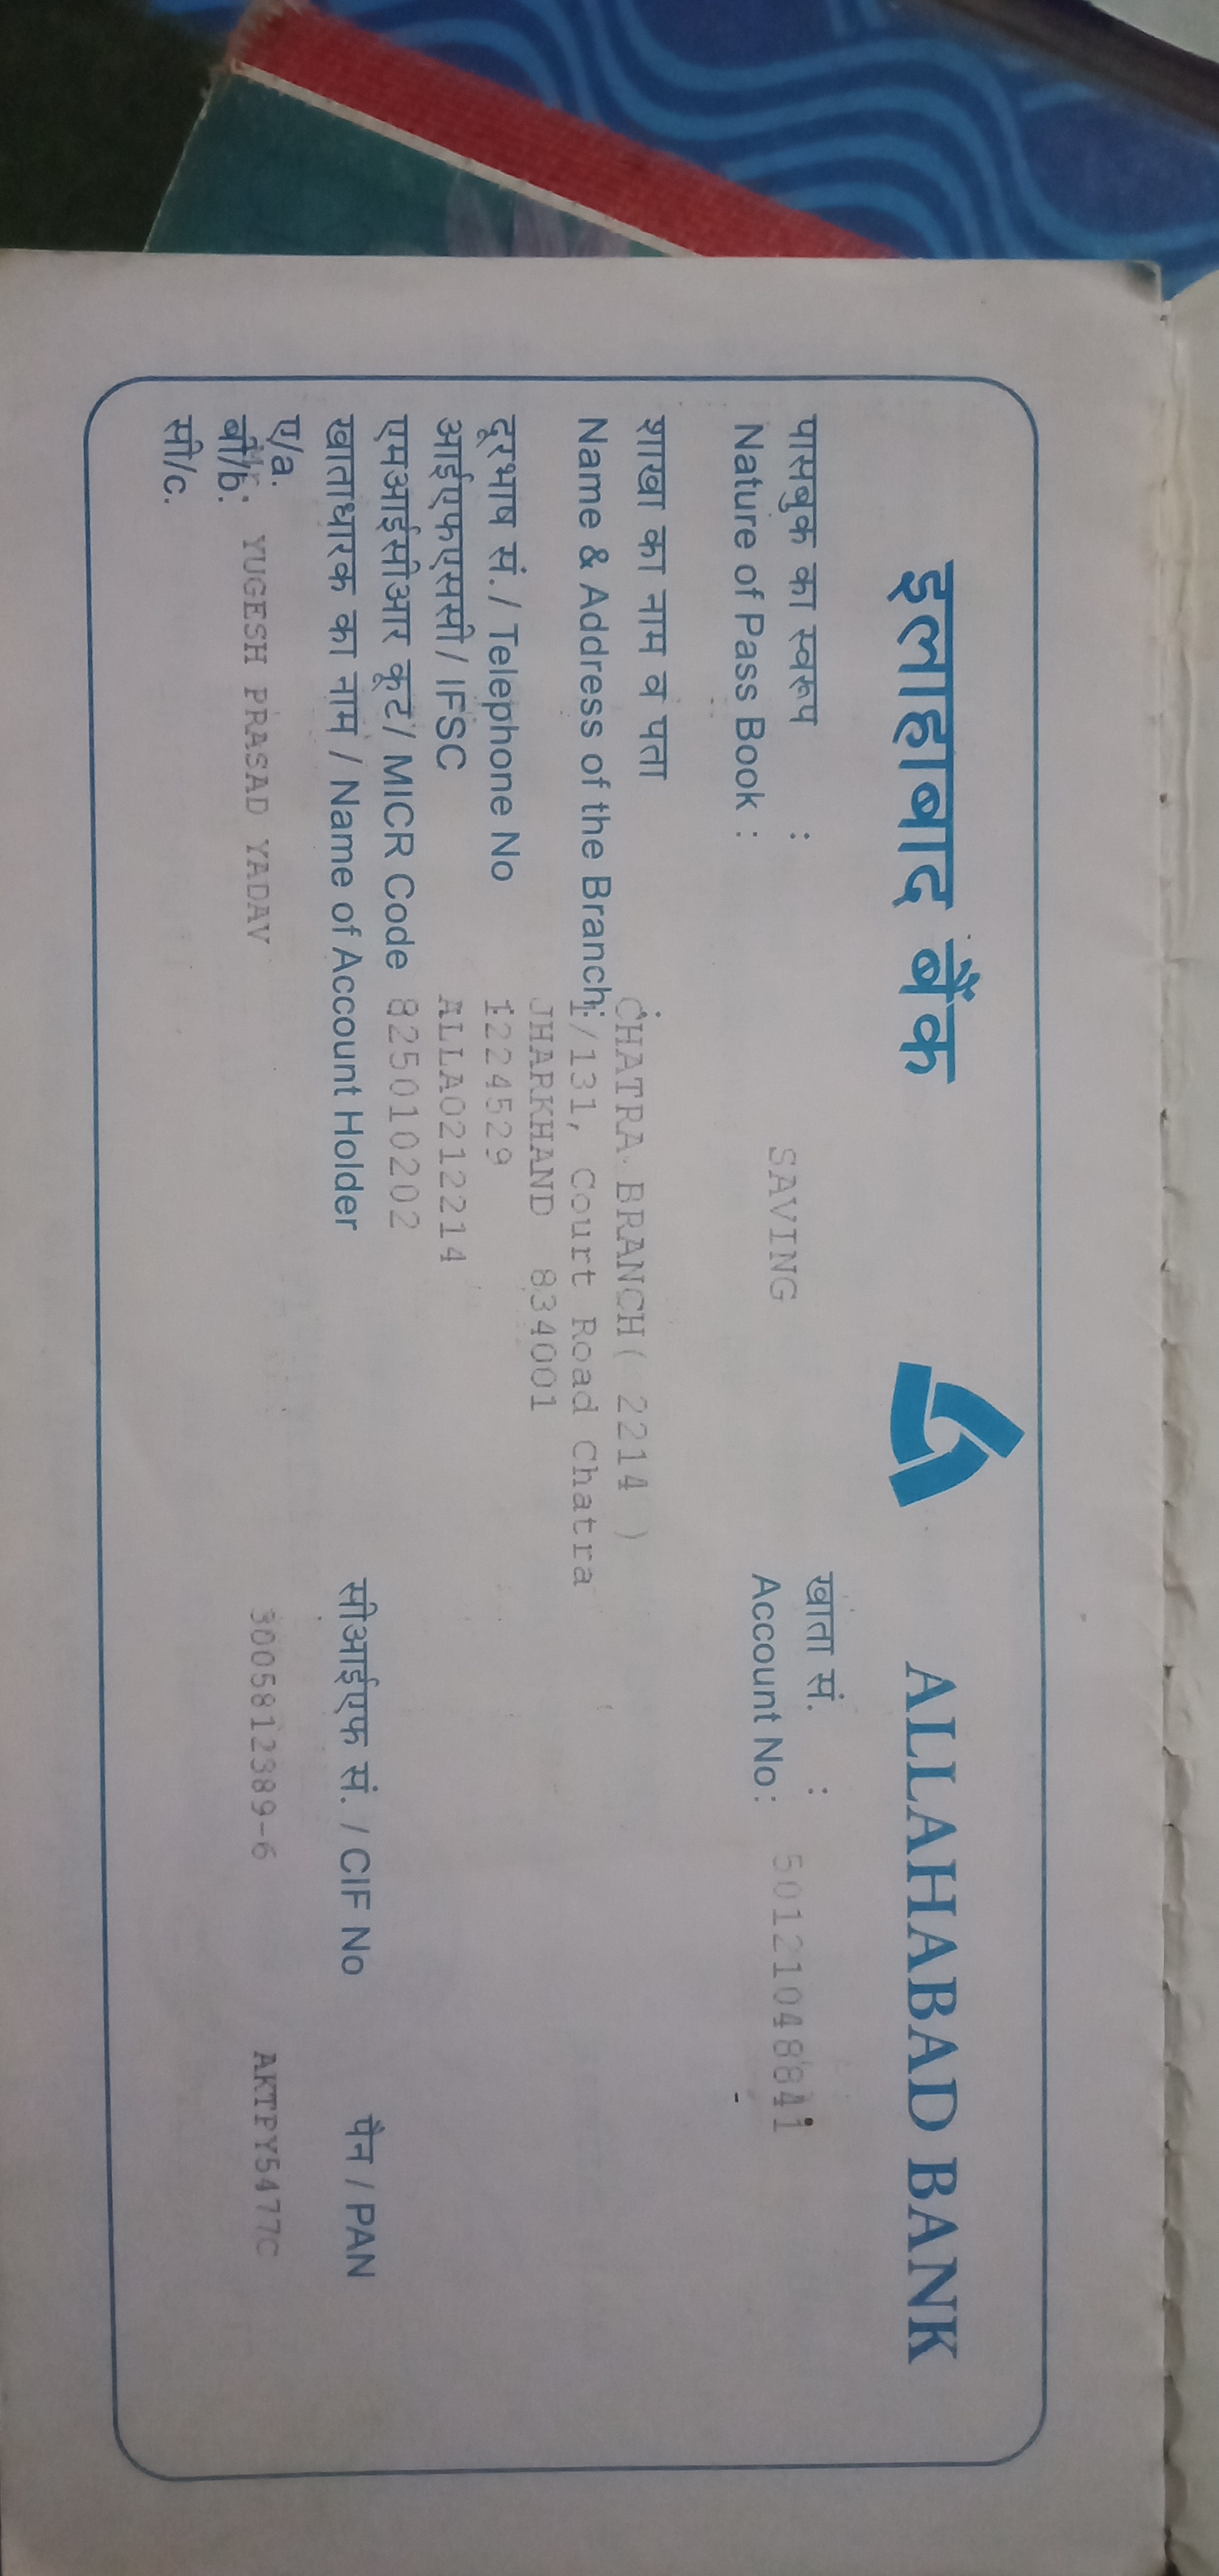 इलाहाबाद बैंक ALLAHABAD BANK
पासबुक का स्वरूप : खाता सं. :
Nature of Pass Book : SAVING Account No : 50121048841
शाखा का नाम व पता :
Name & Address of the Branch: CHATRA BRANCH( 2214 )
1/131, Court Road Chatra
JHARKHAND 834001
दूरभाष सं. / Telephone No 1224529
आईएफएससी / IFSC ALLA0212214
एमआईसीआर कूट / MICR Code 825010202
खाताधारक का नाम / Name of Account Holder सीआईएफ सं. / CIF No पैन / PAN
ए/a.
YUGESH PRASAD YADAV 3005812389-6 AKTPY5477C
बी/b.
सी/c.